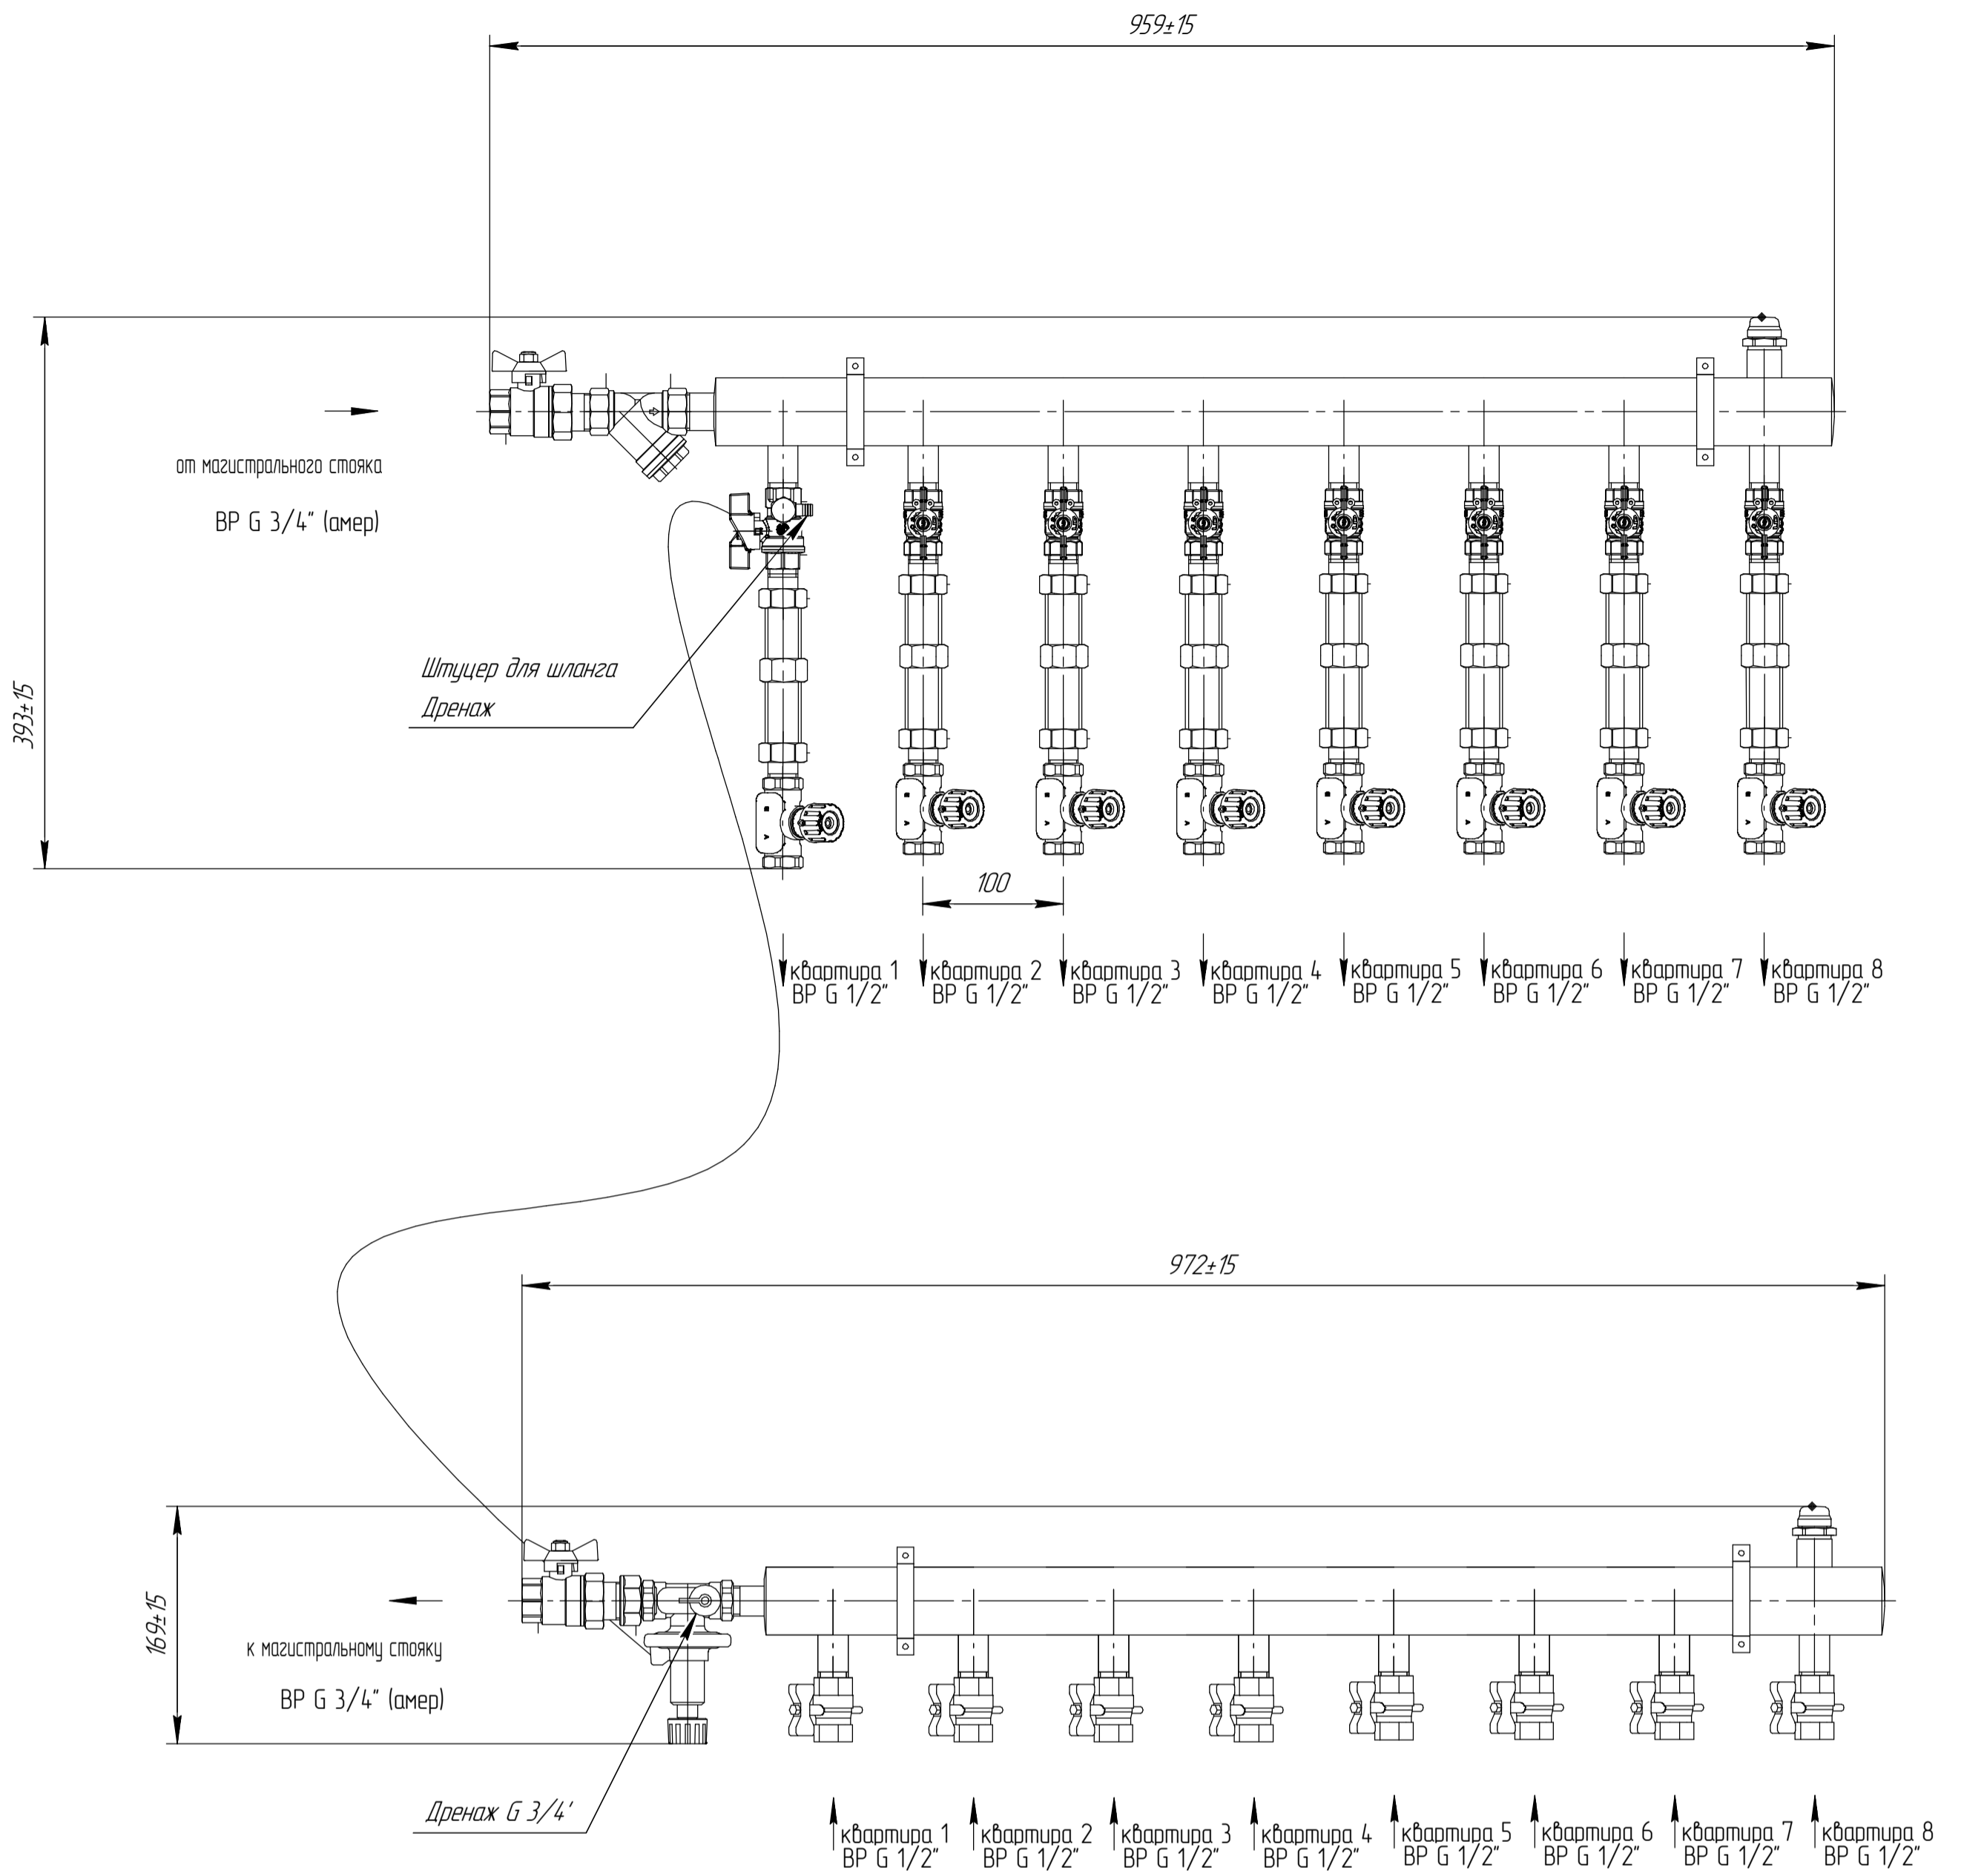 959±15
от магистрального стояка
ВР G 3/4" (амер)
Штуцер для шланга
Дренаж
393±15
100
квартира 1
ВР G 1/2"
квартира 2
ВР G 1/2"
квартира 3
ВР G 1/2"
квартира 4
ВР G 1/2"
квартира 5
ВР G 1/2"
квартира 6
ВР G 1/2"
квартира 7
ВР G 1/2"
квартира 8
ВР G 1/2"
972±15
169±15
к магистральному стояку
ВР G 3/4" (амер)
Дренаж G 3/4'
квартира 1
ВР G 1/2"
квартира 2
ВР G 1/2"
квартира 3
ВР G 1/2"
квартира 4
ВР G 1/2"
квартира 5
ВР G 1/2"
квартира 6
ВР G 1/2"
квартира 7
ВР G 1/2"
квартира 8
ВР G 1/2"